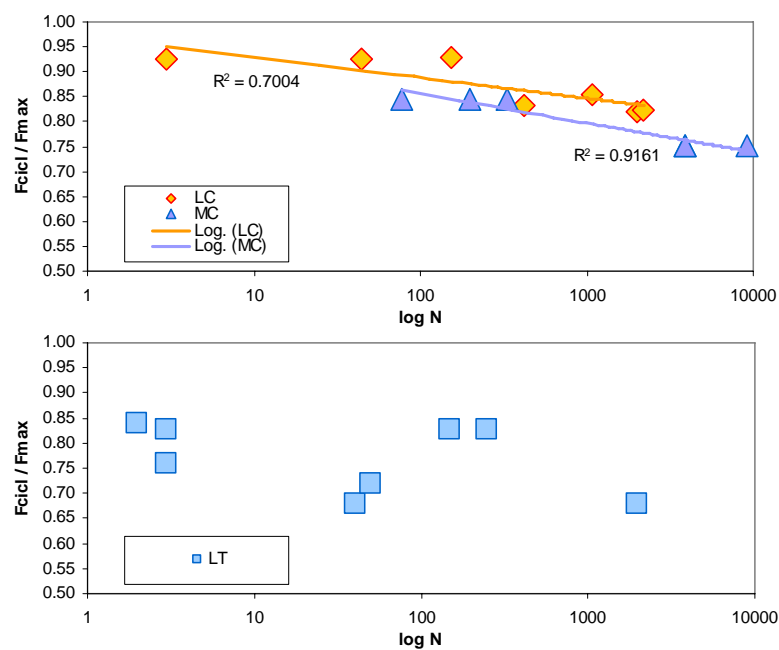 1.00
0.95
0.90
0.85
0.80
0.75
0.70
0.65
0.60
0.55
0.50
Fcicl / Fmax
R² = 0.7004
R² = 0.9161
LC
MC
Log. (LC)
Log. (MC)
1 10 100 1000 10000
log N
1.00
0.95
0.90
0.85
0.80
0.75
0.70
0.65
0.60
0.55
0.50
Fcicl / Fmax
LT
1 10 100 1000 10000
log N